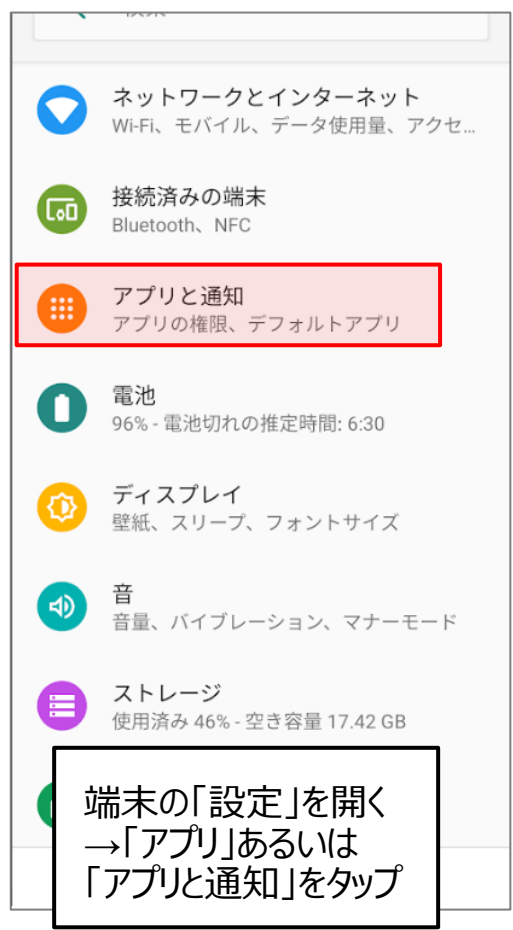 ネットワークとインターネット
Wi-Fi、モバイル、データ使用量、アクセ…
接続済みの端末
Bluetooth、NFC
アプリと通知
アプリの権限、デフォルトアプリ
電池
96% - 電池切れの推定時間: 6:30
ディスプレイ
壁紙、スリープ、フォントサイズ
音
音量、バイブレーション、マナーモード
ストレージ
使用済み 46% - 空き容量 17.42 GB
端末の「設定」を開く
→「アプリ」あるいは
「アプリと通知」をタップ